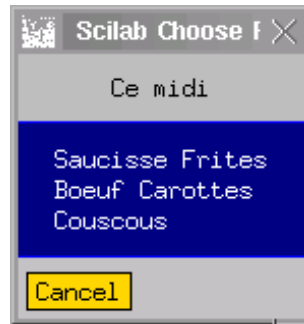 Scilab Choose
Ce midi
Saucisse Frites
Boeuf Carottes
Couscous
Cancel